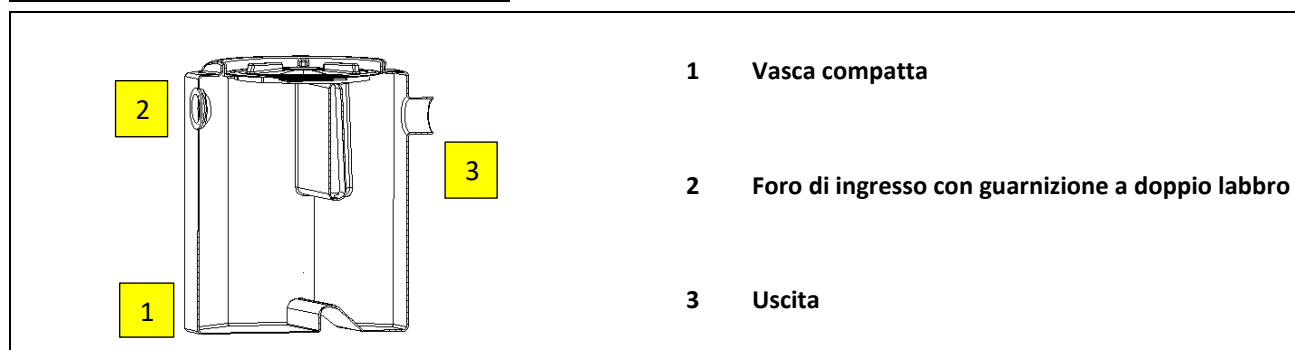 2
3
1
1 Vasca compatta
2 Foro di ingresso con guarnizione a doppio labbro
3 Uscita